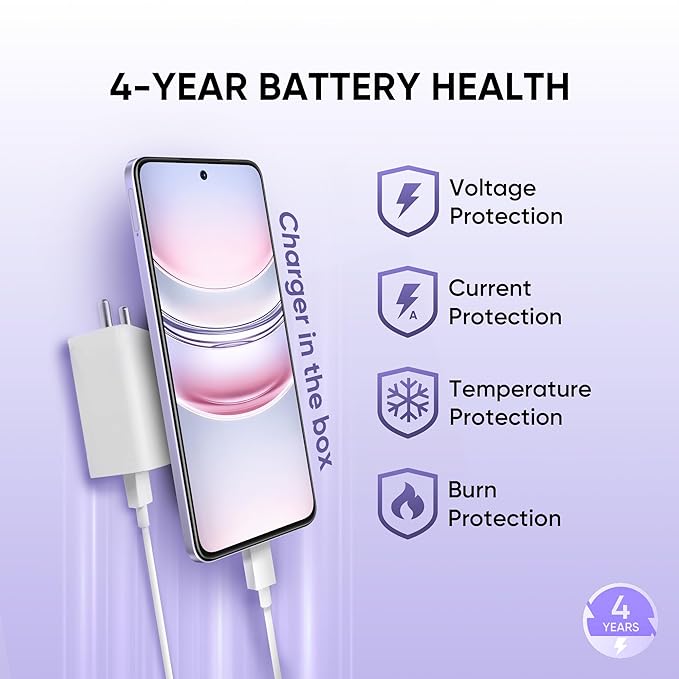 4-YEAR BATTERY HEALTH
Charger in the box
Voltage
Protection
A
Current
Protection
Temperature
Protection
Burn
Protection
4
YEARS